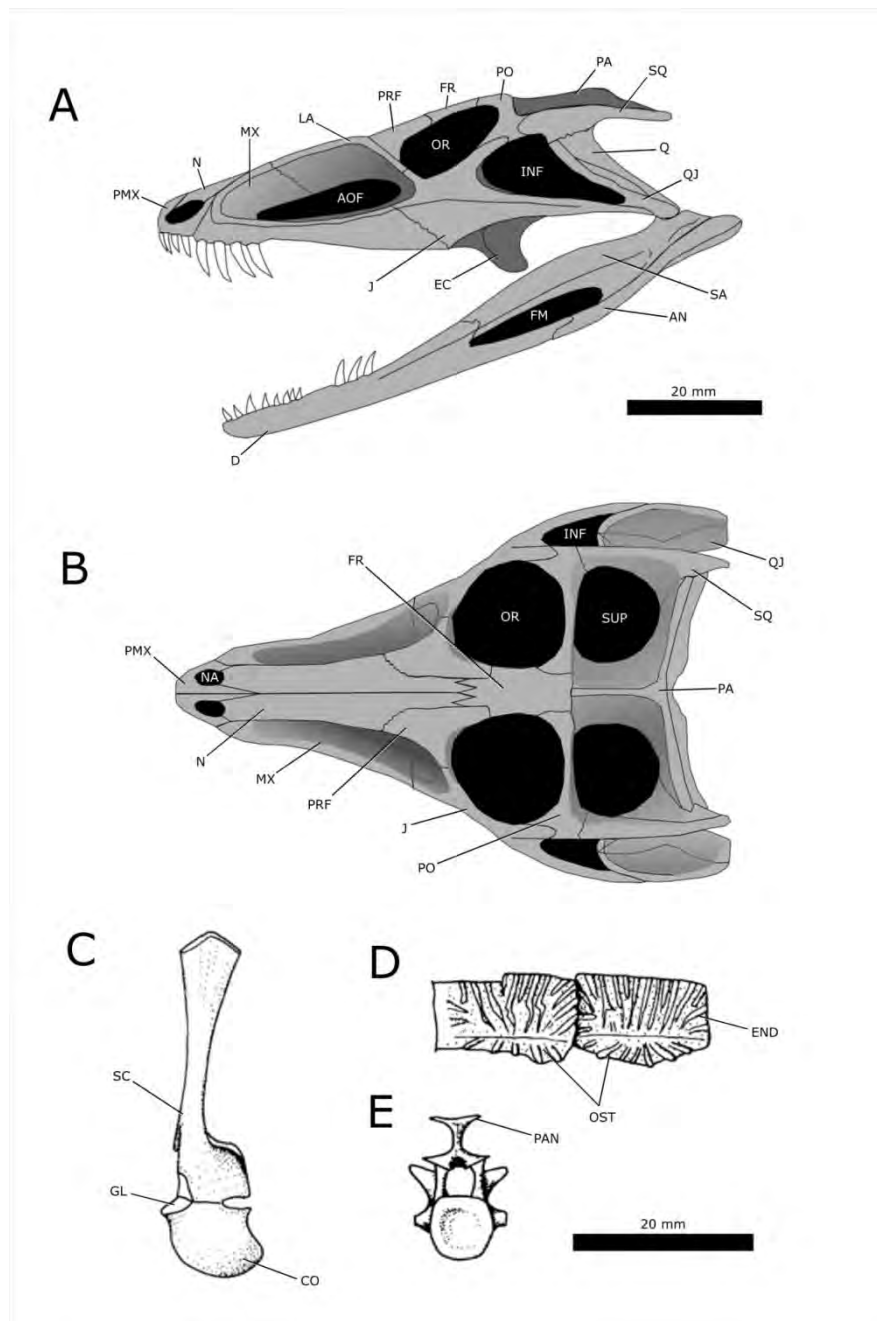 A
PA
SQ
PO
FR
PRF
LA
MX
N
PMX
OR
Q
INF
QJ
AOF
J
EC
SA
FM
AN
20 mm
D
B
INF
FR
QJ
OR
SUP
SQ
PMX
NA
PA
N
MX
PRF
J
PO
C
D
END
SC
OST
E
PAN
GL
20 mm
CO